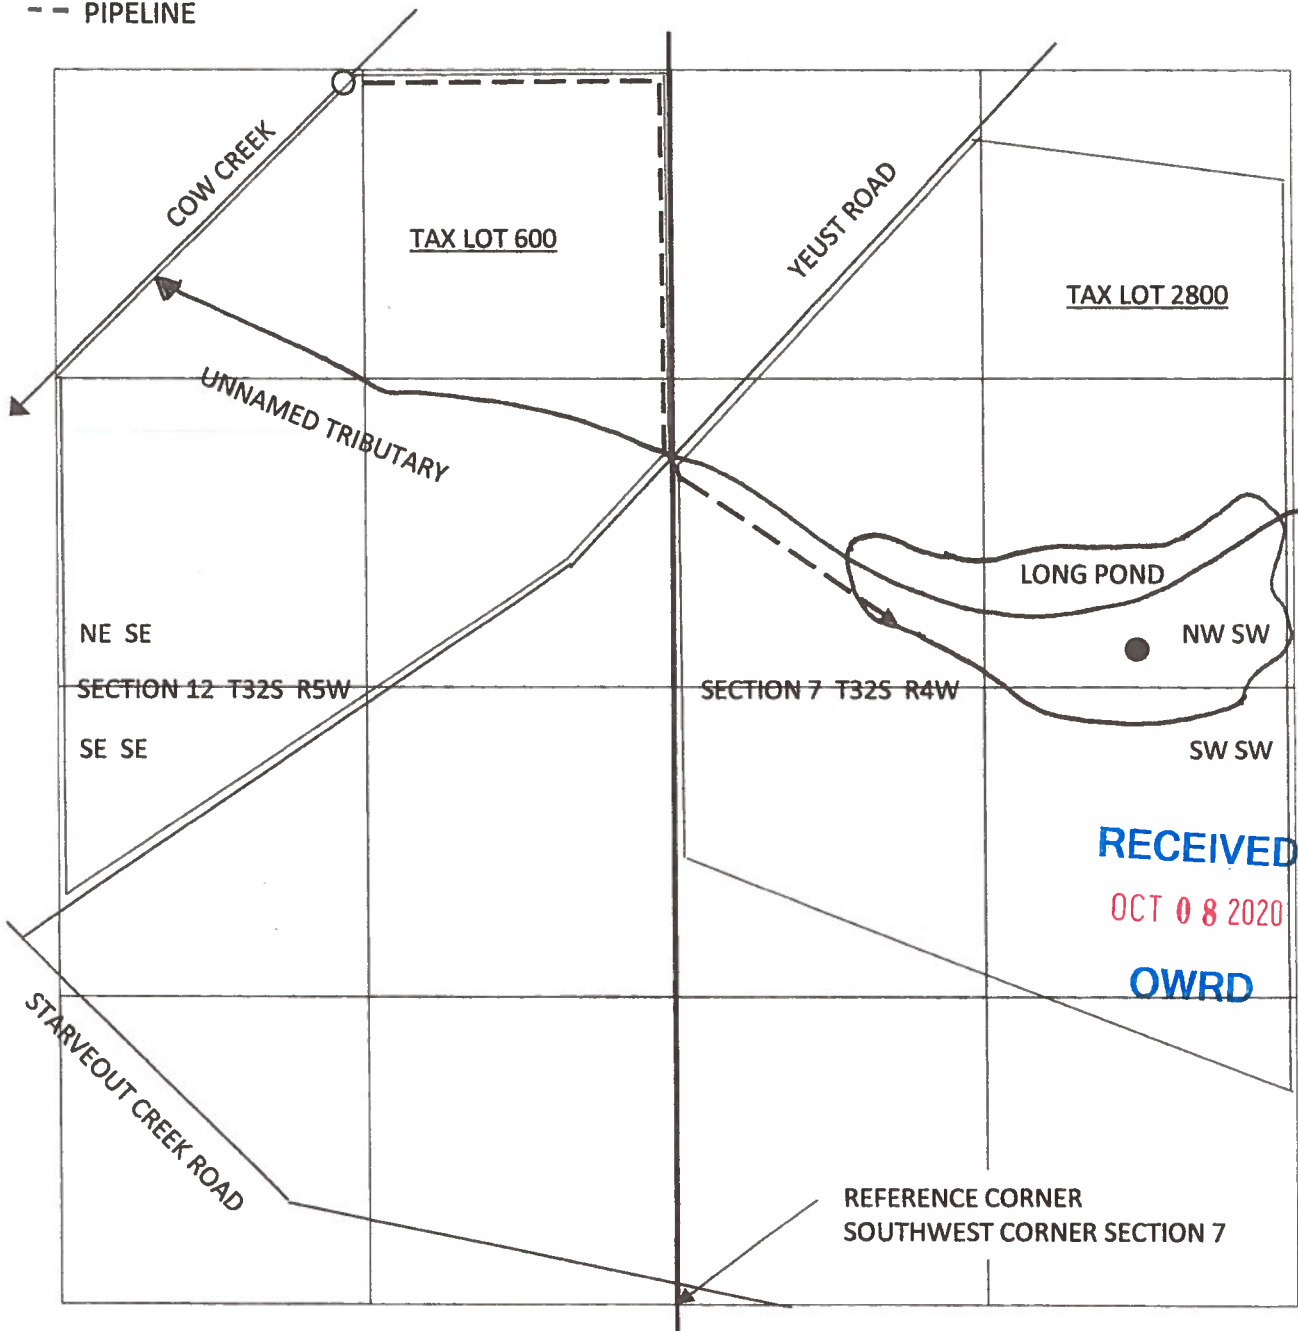 -- PIPELINE
COW CREEK
TAX LOT 600
YEUST ROAD
TAX LOT 2800
UNNAMED TRIBUTARY
LONG POND
NE SE
NW SW
SECTION 12 T32S R5W
SECTION 7 T32S R4W
SE SE
SW SW
RECEIVED
OCT 08 2020
OWRD
STARVEOUT CREEK ROAD
REFERENCE CORNER
SOUTHWEST CORNER SECTION 7